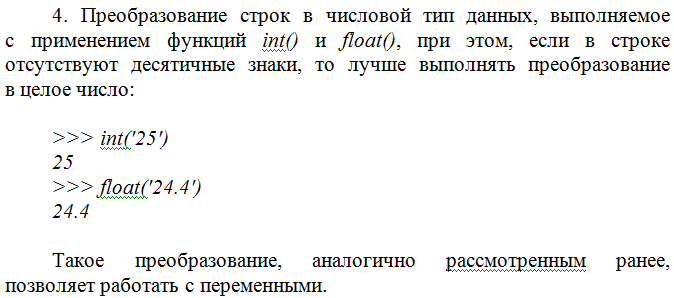 4. Преобразование строк в числовой тип данных, выполняемое
с применением функций int() и float(), при этом, если в строке
отсутствуют десятичные знаки, то лучше выполнять преобразование
в целое число:
>>> int('25')
25
>>> float('24.4')
24.4
Такое преобразование, аналогично рассмотренным ранее,
позволяет работать с переменными.